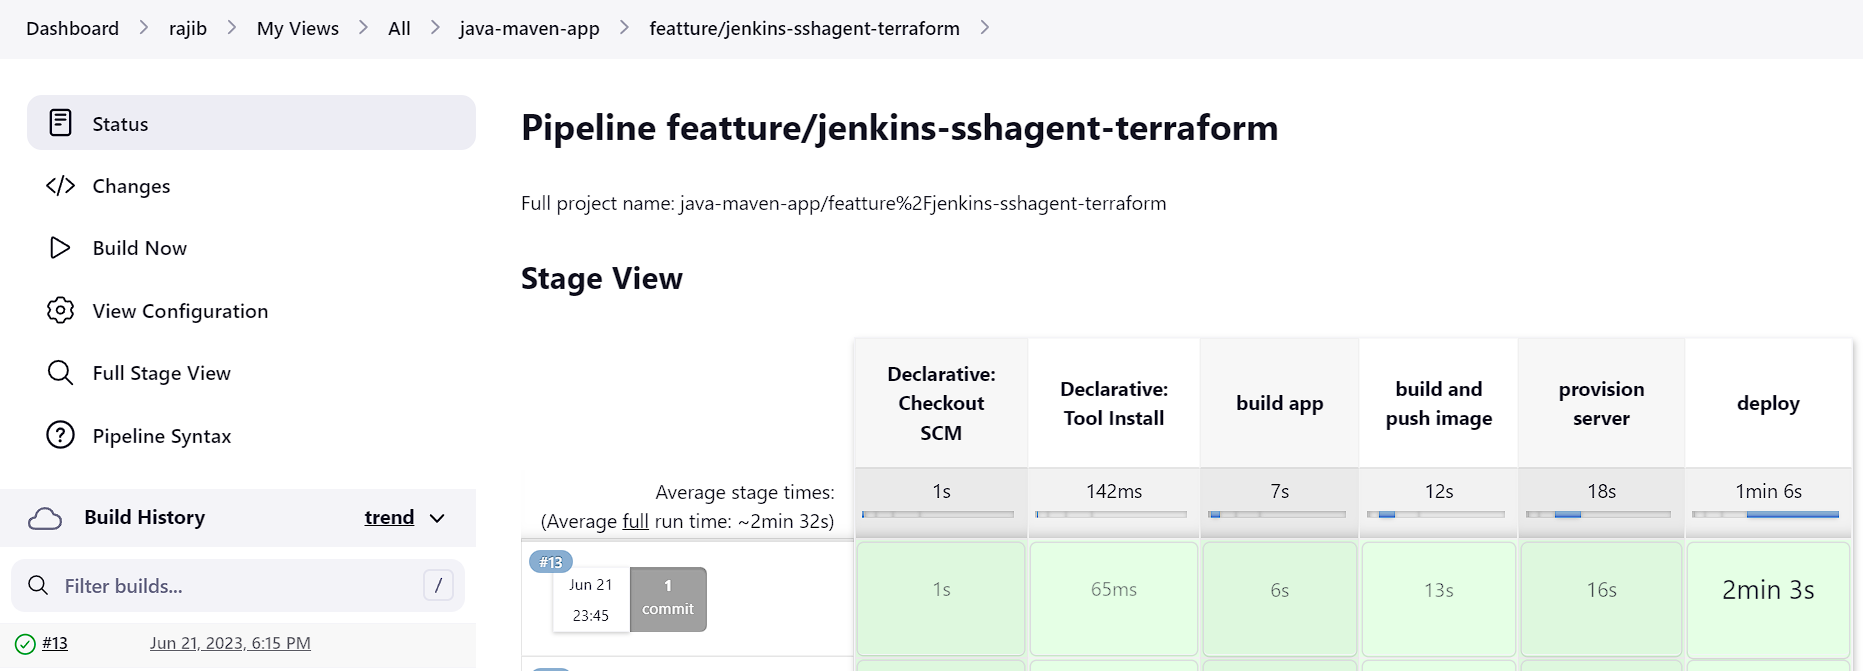 Dashboard > rajib > My Views > All > java-maven-app > featture/jenkins-sshagent-terraform >
Status
Changes
Build Now
View Configuration
Full Stage View
Pipeline Syntax
Build History trend
Filter builds... /
#13 Jun 21, 2023, 6:15 PM
Pipeline featture/jenkins-sshagent-terraform
Full project name: java-maven-app/featture%2Fjenkins-sshagent-terraform
Stage View
Declarative:
Checkout
SCM
Declarative:
Tool Install
build app
build and
push image
provision
server
deploy
Average stage times:
(Average full run time: ~2min 32s)
1s 142ms 7s 12s 18s 1min 6s
#13
Jun 21
23:45
1
commit
1s 65ms 6s 13s 16s 2min 3s